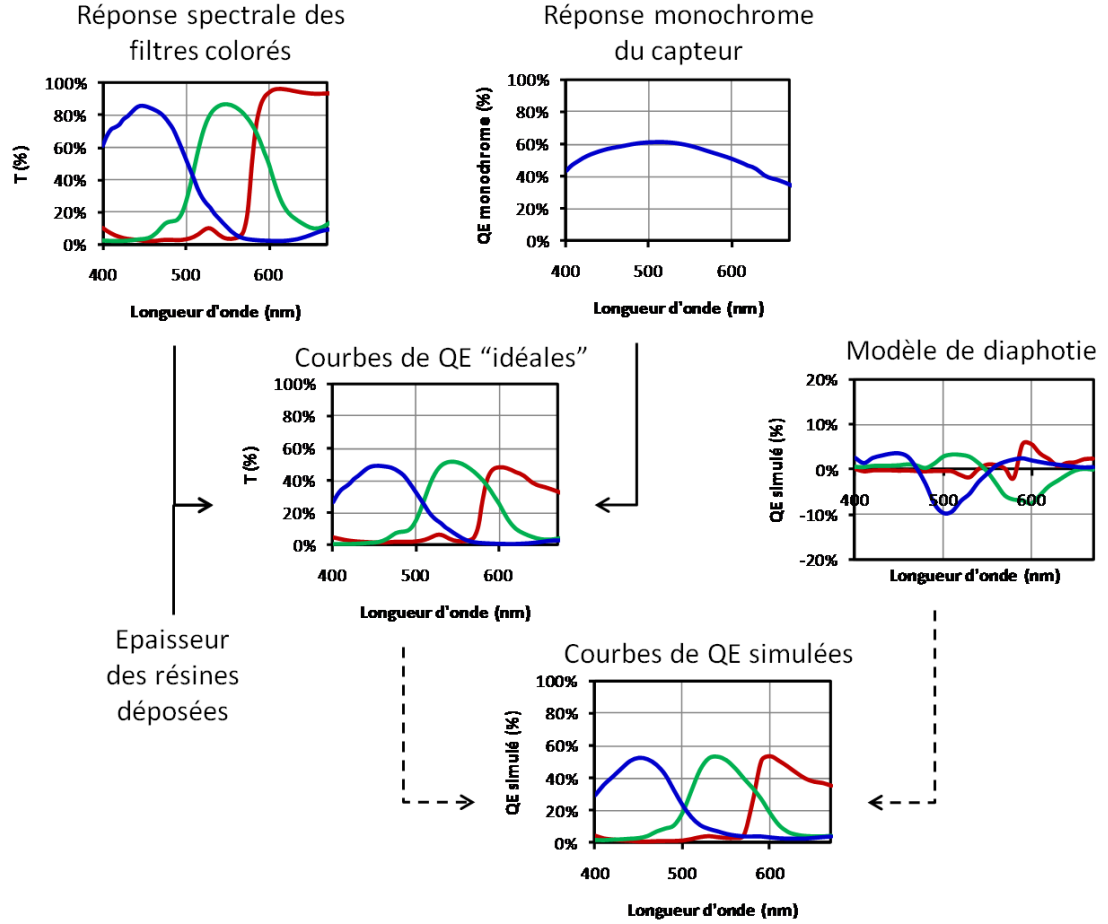 Réponse spectrale des
filtres colorés
100%
80%
60%
40%
20%
0%
T (%)
400 500 600
Longueur d'onde (nm)
Réponse monochrome
du capteur
100%
80%
60%
40%
20%
0%
QE monochrome (%)
400 500 600
Longueur d'onde (nm)
Courbes de QE “idéales”
100%
80%
60%
40%
20%
0%
T (%)
400 500 600
Longueur d'onde (nm)
Modèle de diaphotie
20%
10%
0%
-10%
-20%
QE simulé (%)
400 500 600
Longueur d'onde (nm)
Epaisseur
des résines
déposées
Courbes de QE simulées
100%
80%
60%
40%
20%
0%
QE simulé (%)
400 500 600
Longueur d'onde (nm)